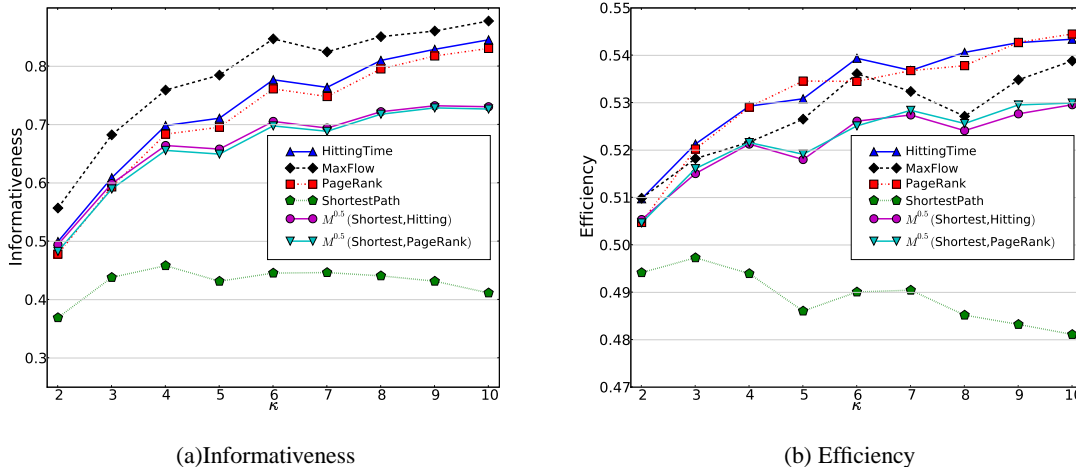 Informativeness
0.8
0.7
0.6
0.5
0.4
0.3
2 3 4 5 6 7 8 9 10
κ
HittingTime
MaxFlow
PageRank
ShortestPath
M^0.5(Shortest,Hitting)
M^0.5(Shortest,PageRank)
(a)Informativeness
Efficiency
0.55
0.54
0.53
0.52
0.51
0.50
0.49
0.48
0.47
2 3 4 5 6 7 8 9 10
κ
HittingTime
MaxFlow
PageRank
ShortestPath
M^0.5(Shortest,Hitting)
M^0.5(Shortest,PageRank)
(b) Efficiency